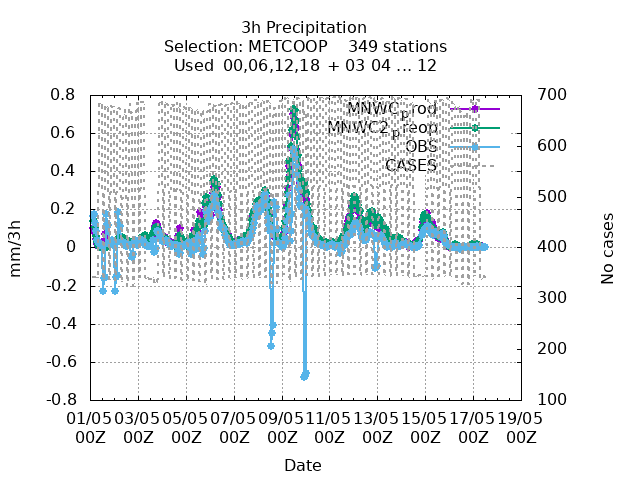 3h Precipitation
Selection: METCOOP    349 stations
Used  00,06,12,18  + 03 04 ... 12
0.8
0.6
0.4
0.2
0
-0.2
-0.4
-0.6
-0.8
mm/3h
MNWC_prod
MNWC2_preop
OBS
CASES
700
600
500
400
300
200
100
No cases
01/05 03/05 05/05 07/05 09/05 11/05 13/05 15/05 17/05 19/05
00Z 00Z 00Z 00Z 00Z 00Z 00Z 00Z 00Z 00Z
Date